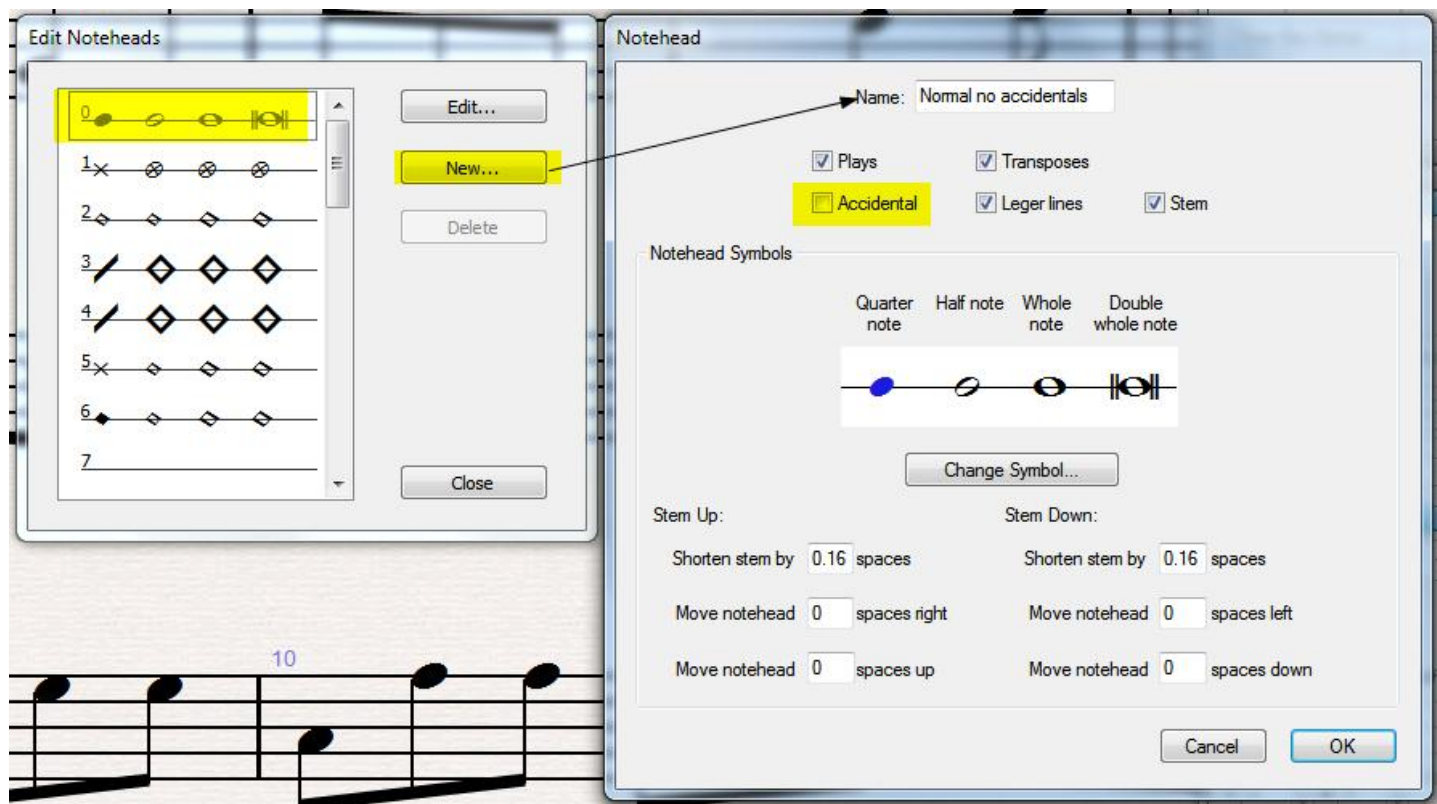 Edit Noteheads
0
1
2
3
4
5
6
7
Edit...
New...
Delete
Close
10
Notehead
Name: Normal no accidentals
Plays Transposes
Accidental Leger lines Stem
Notehead Symbols
Quarter note Half note Whole note Double whole note
Change Symbol...
Stem Up: Stem Down:
Shorten stem by 0.16 spaces Shorten stem by 0.16 spaces
Move notehead 0 spaces right Move notehead 0 spaces left
Move notehead 0 spaces up Move notehead 0 spaces down
Cancel OK